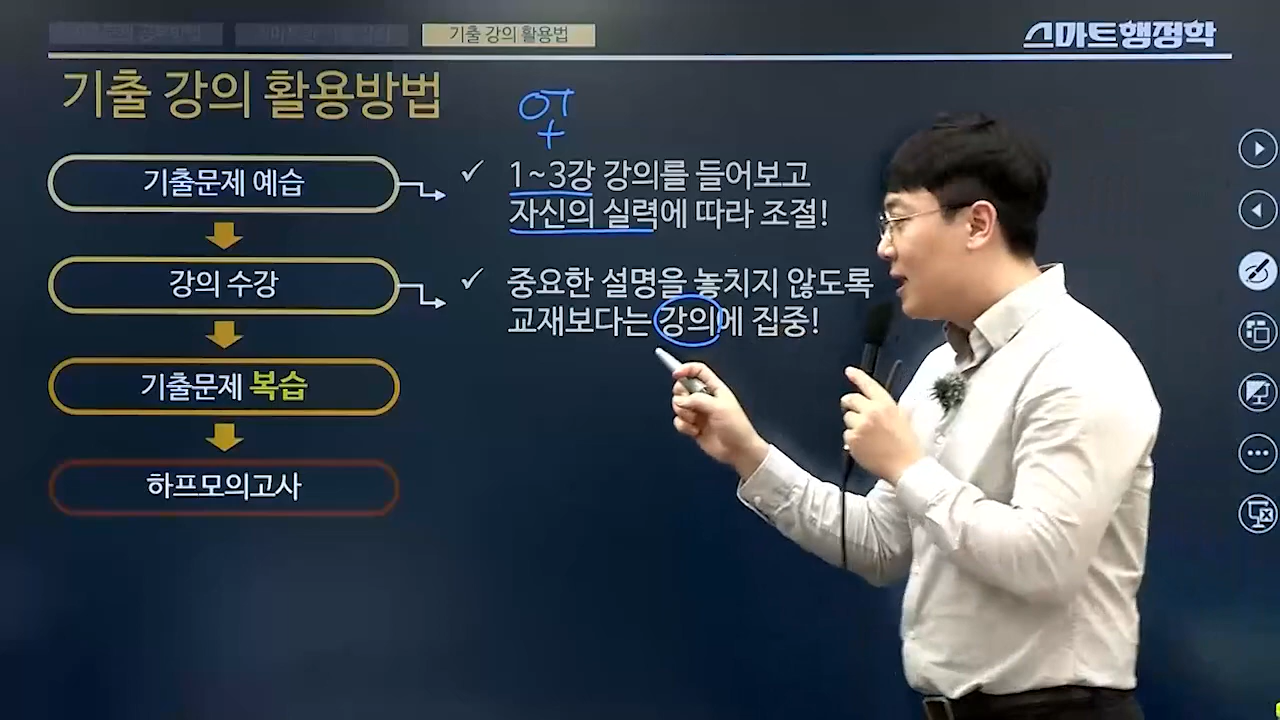 기출 강의 활용법
스마트행정학
기출 강의 활용방법
OT
+
기출문제 예습
✓ 1~3강 강의를 들어보고
자신의 실력에 따라 조절!
강의 수강
✓ 중요한 설명을 놓치지 않도록
교재보다는 강의에 집중!
기출문제 복습
하프모의고사